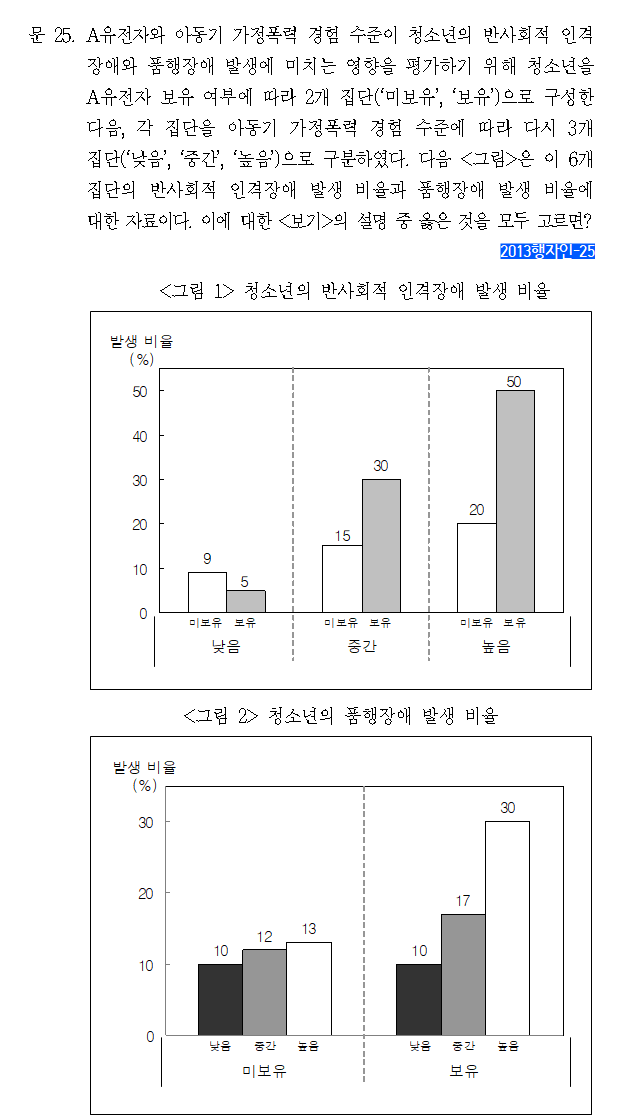 문 25. A유전자와 아동기 가정폭력 경험 수준이 청소년의 반사회적 인격
장애와 품행장애 발생에 미치는 영향을 평가하기 위해 청소년을
A유전자 보유 여부에 따라 2개 집단(‘미보유’, ‘보유’)으로 구성한
다음, 각 집단을 아동기 가정폭력 경험 수준에 따라 다시 3개
집단(‘낮음’, ‘중간’, ‘높음’)으로 구분하였다. 다음 <그림>은 이 6개
집단의 반사회적 인격장애 발생 비율과 품행장애 발생 비율에
대한 자료이다. 이에 대한 <보기>의 설명 중 옳은 것을 모두 고르면?
2013행자인-25
<그림 1> 청소년의 반사회적 인격장애 발생 비율
발생 비율
(%)
50
40
30
20
10
0
9
5
15
30
20
50
미보유 보유 미보유 보유 미보유 보유
낮음 중간 높음
<그림 2> 청소년의 품행장애 발생 비율
발생 비율
(%)
30
20
10
0
10
12
13
10
17
30
낮음 중간 높음 낮음 중간 높음
미보유 보유